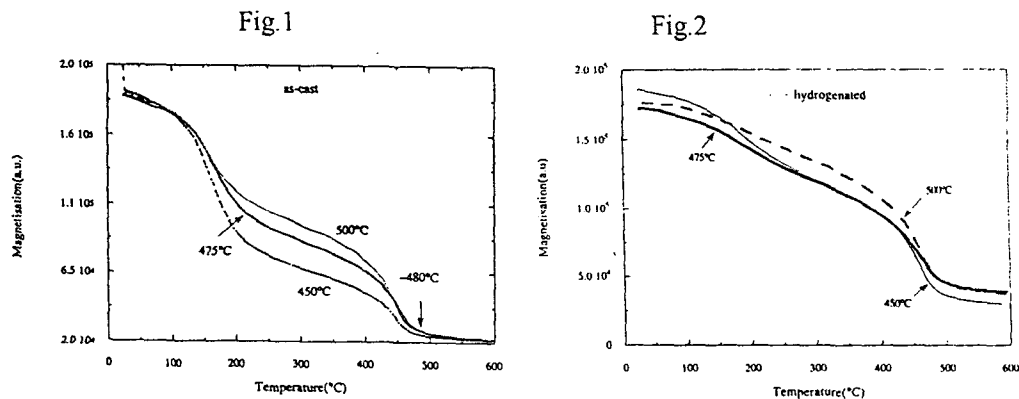 Fig.1
2.0 10⁵
1.6 10⁵
1.1 10⁵
6.5 10⁴
2.0 10⁴
Magnetisation(a.u.)
as-cast
475°C
500°C
450°C
~480°C
0 100 200 300 400 500 600
Temperature(°C)
Fig.2
2.0 10⁵
1.5 10⁵
1.0 10⁵
5.0 10⁴
0
Magnetisation(a.u)
hydrogenated
475°C
500°C
450°C
0 100 200 300 400 500 600
Temperature(°C)